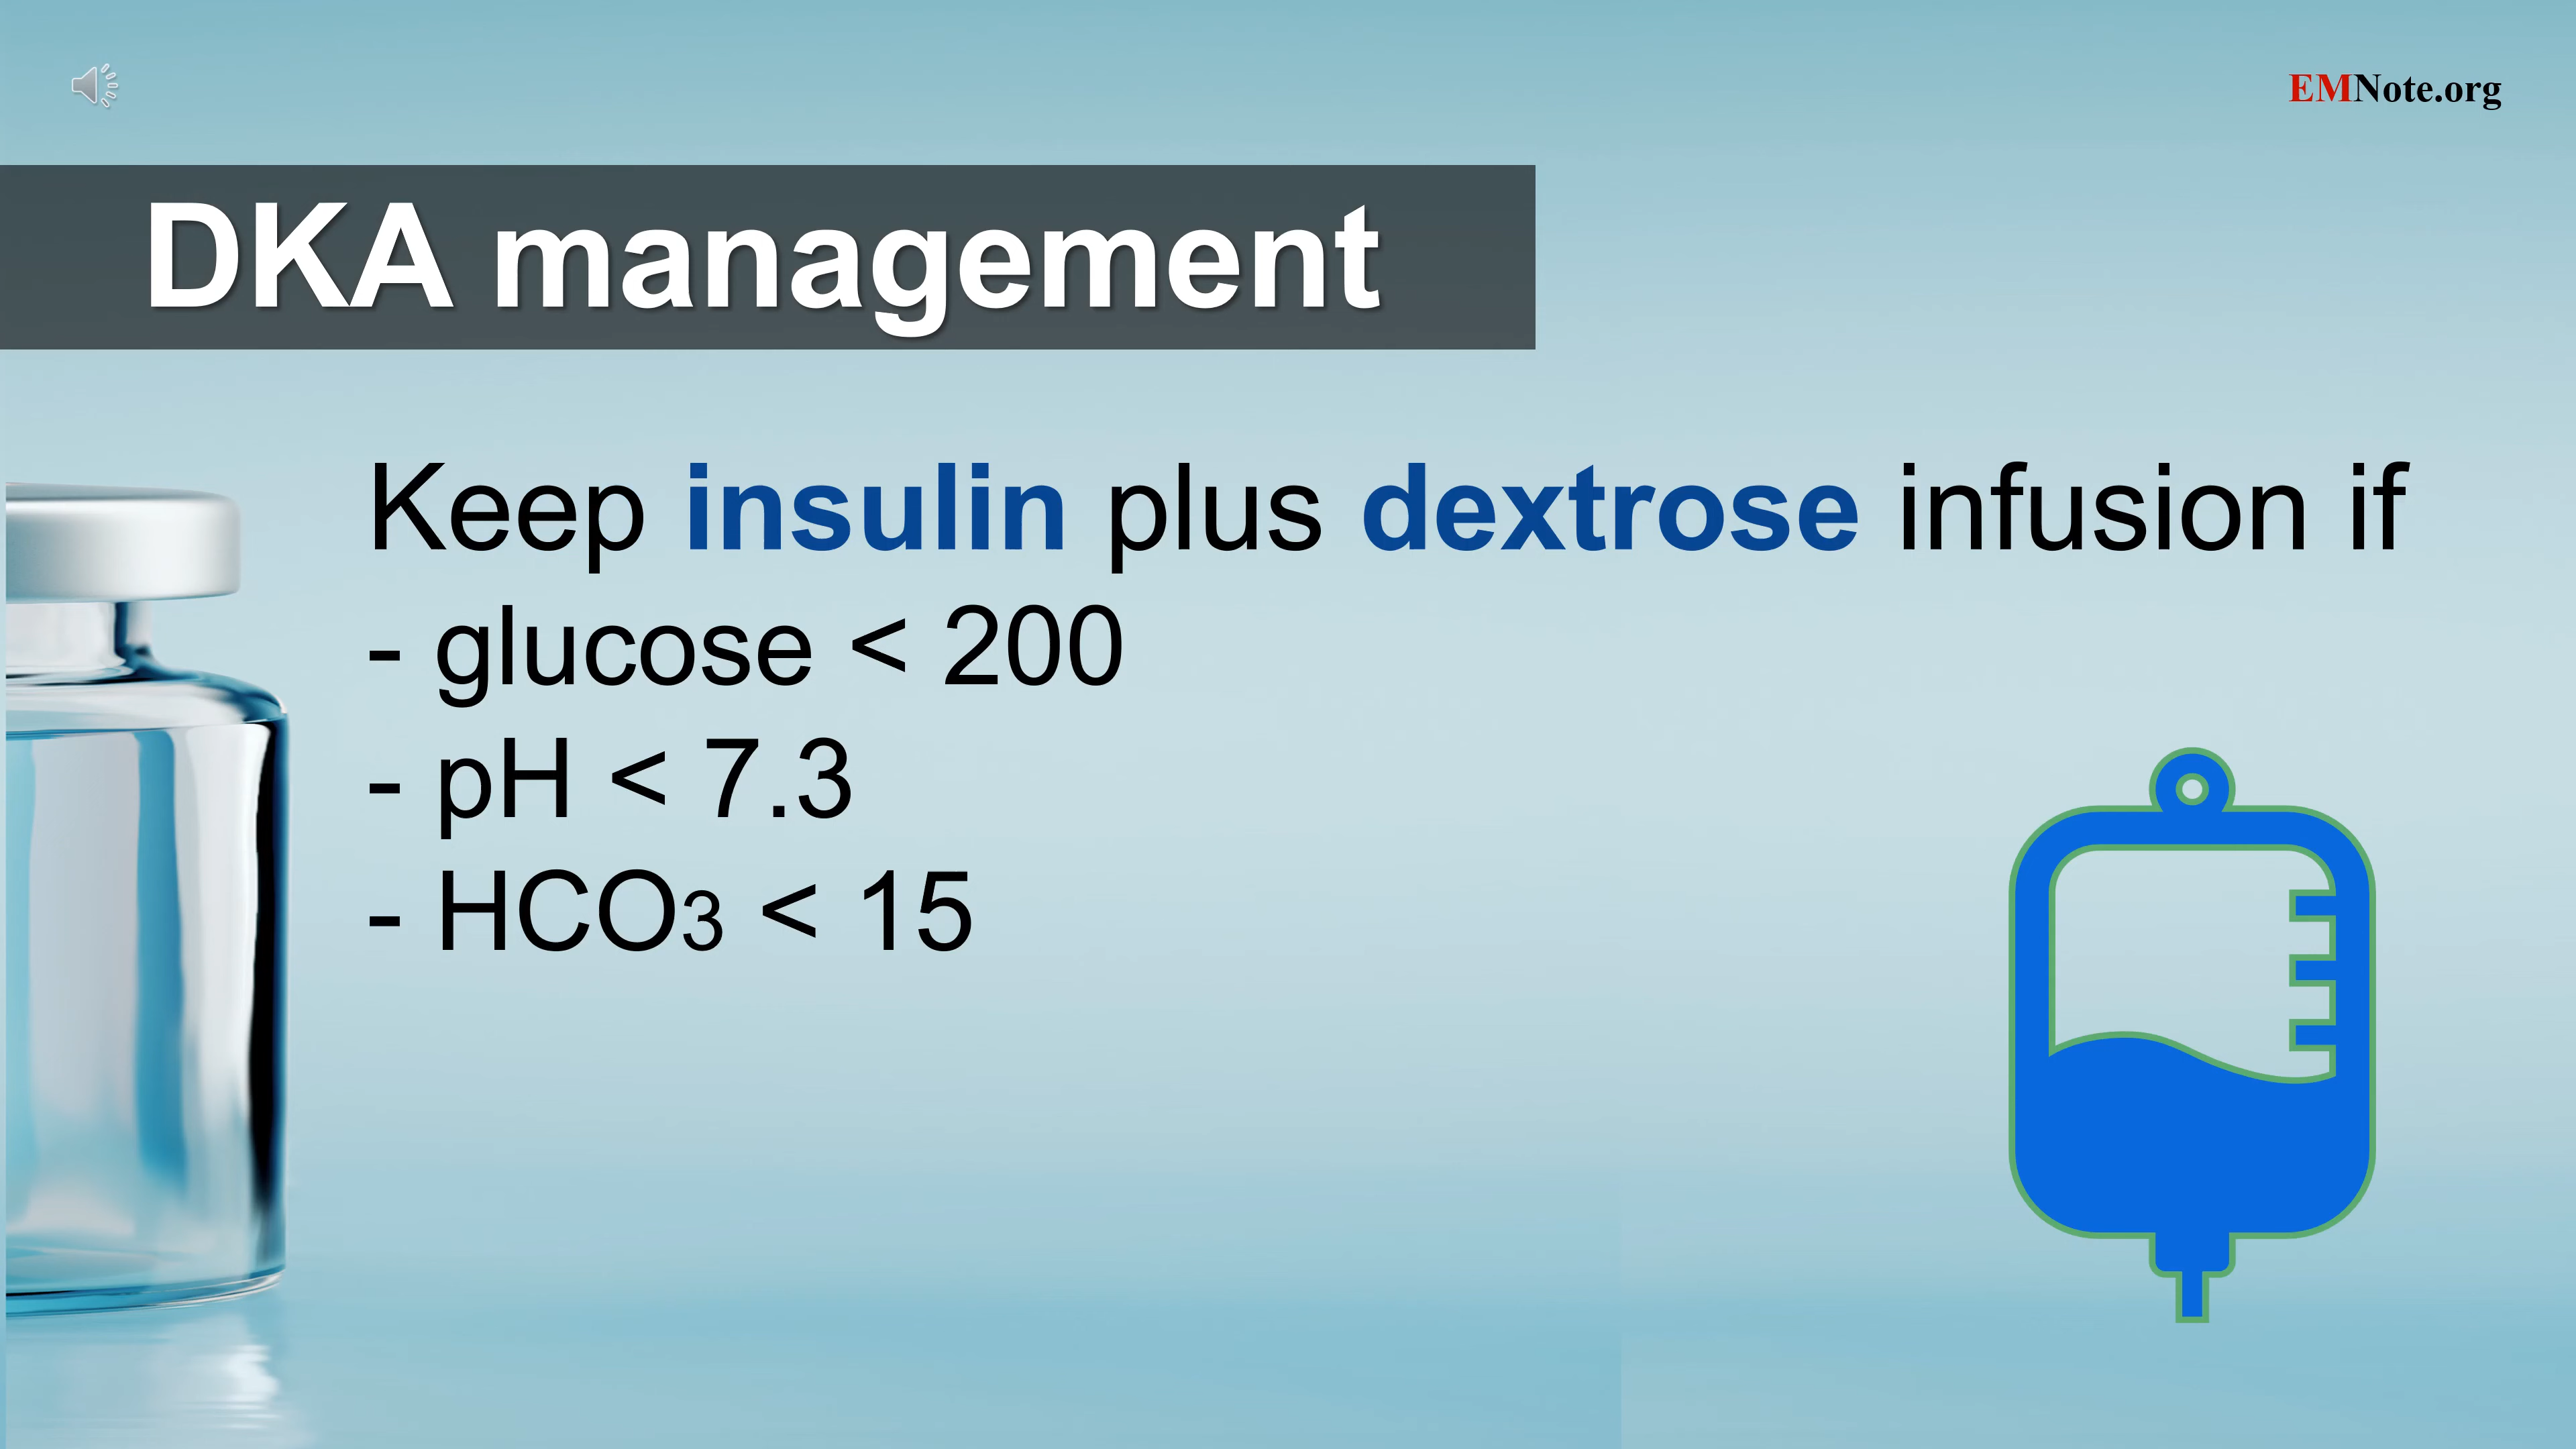 EMNote.org
DKA management
Keep insulin plus dextrose infusion if
- glucose < 200
- pH < 7.3
- HCO3 < 15